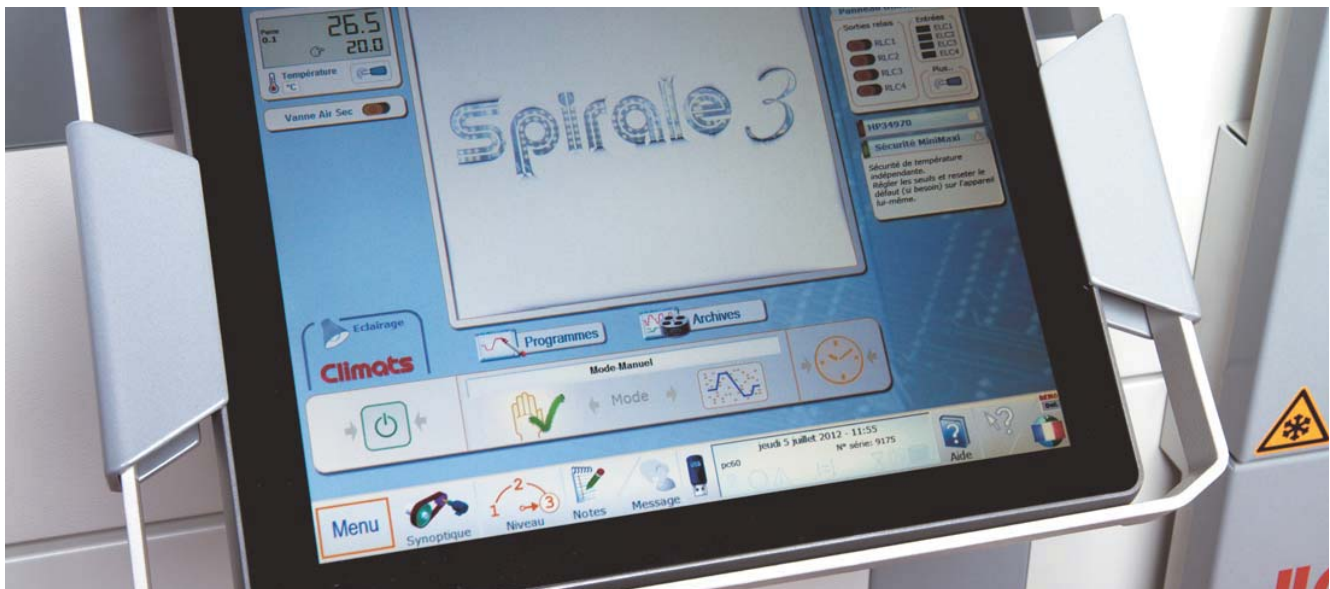 26.5
Pente
0.1
20.0
Température
°C
Vanne Air Sec
Spirale 3
Sorties relais
RLC1
RLC2
RLC3
RLC4
Entrées
ELC1
ELC2
ELC3
ELC4
Plus...
HP34970
Sécurité MiniMaxi
Sécurité de température
indépendante.
Régler les seuils et reseter le
défaut (si besoin) sur l'appareil
lui-même.
Eclairage
Climats
Programmes
Archives
Mode Manuel
Mode
Menu
Synoptique
1 2 3
Niveau
Notes
Message
jeudi 5 juillet 2012 - 11:55
pc60
N° série: 9175
Aide